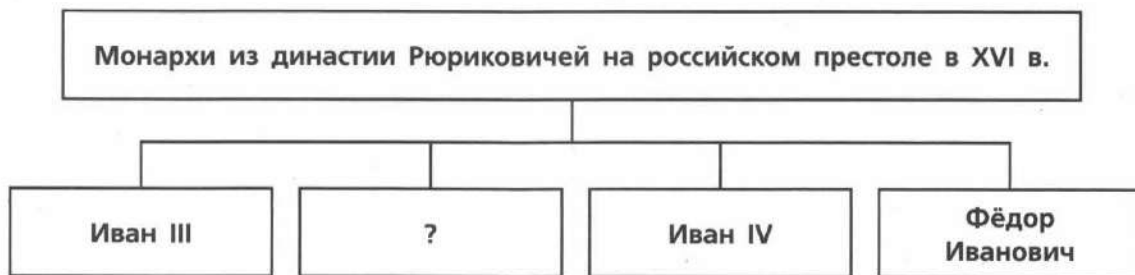 Монархи из династии Рюриковичей на российском престоле в XVI в.
Иван III
?
Иван IV
Фёдор
Иванович